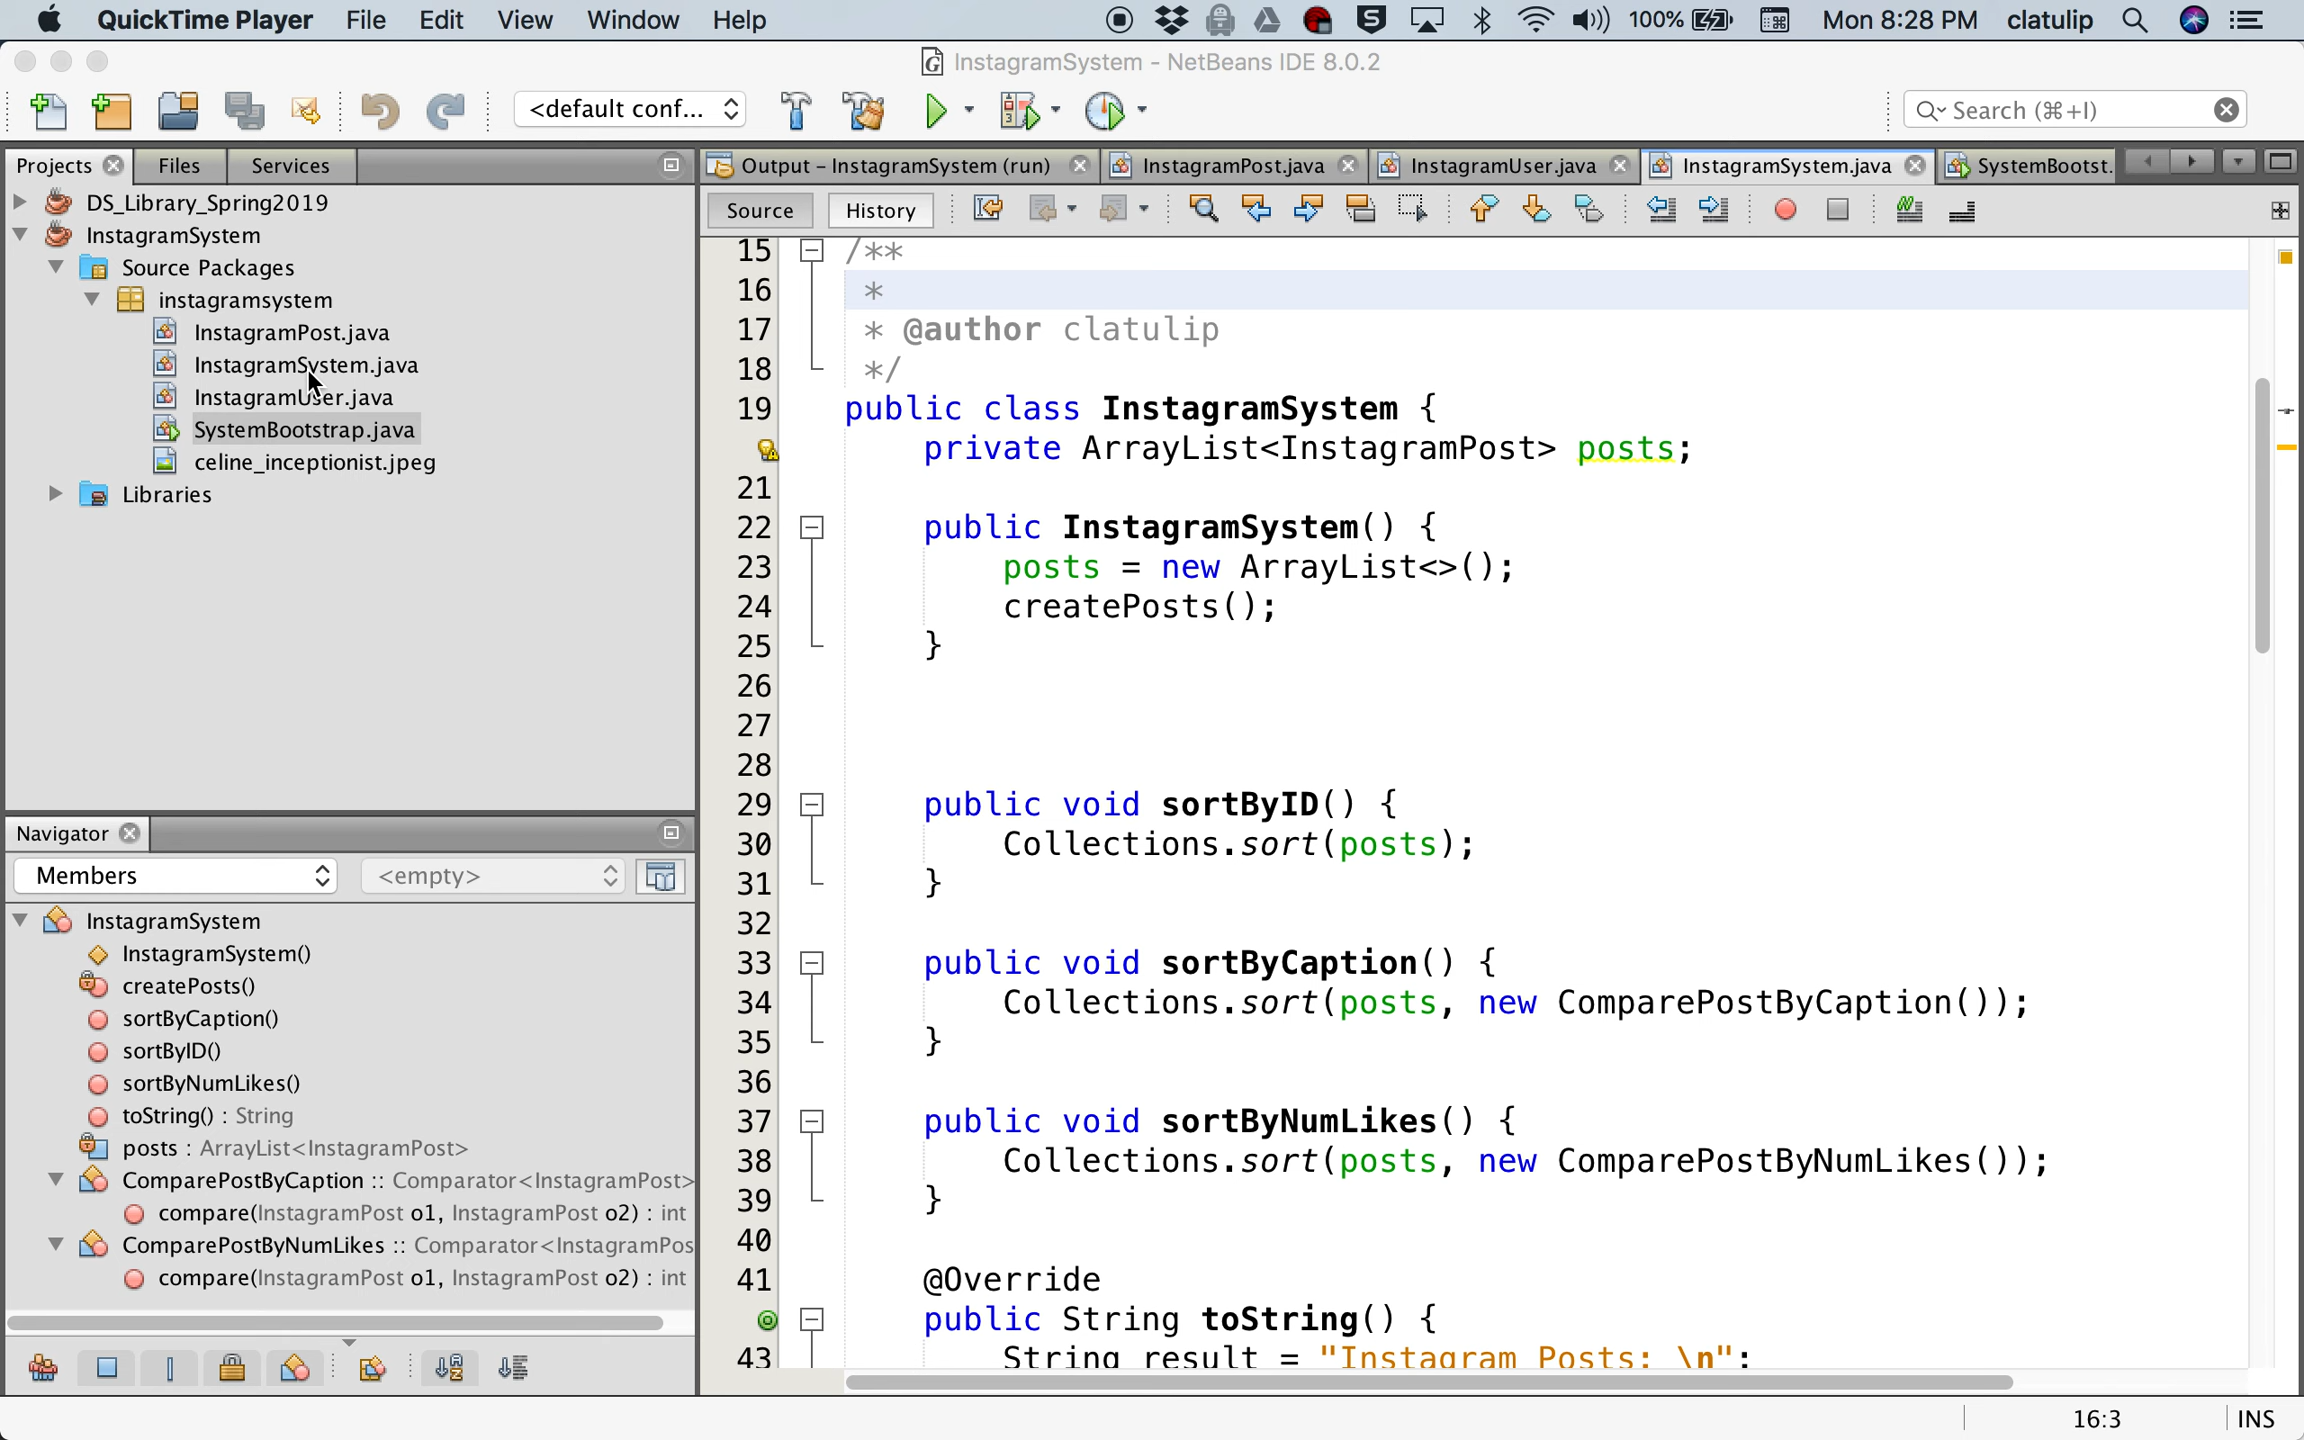 QuickTime Player File Edit View Window Help 100% Mon 8:28 PM clatulip
InstagramSystem - NetBeans IDE 8.0.2
<default conf... Search (⌘+I)
Projects Files Services
DS_Library_Spring2019
InstagramSystem
Source Packages
instagramsystem
InstagramPost.java
InstagramSystem.java
InstagramUser.java
SystemBootstrap.java
celine_inceptionist.jpeg
Libraries
Navigator
Members <empty>
InstagramSystem
InstagramSystem()
createPosts()
sortByCaption()
sortByID()
sortByNumLikes()
toString() : String
posts : ArrayList<InstagramPost>
ComparePostByCaption :: Comparator<InstagramPost>
compare(InstagramPost o1, InstagramPost o2) : int
ComparePostByNumLikes :: Comparator<InstagramPos
compare(InstagramPost o1, InstagramPost o2) : int
Output – InstagramSystem (run) InstagramPost.java InstagramUser.java InstagramSystem.java SystemBootst.
Source History
15 /**
16 *
17 * @author clatulip
18 */
19 public class InstagramSystem {
private ArrayList<InstagramPost> posts;
21
22 public InstagramSystem() {
23 posts = new ArrayList<>();
24 createPosts();
25 }
26
27
28
29 public void sortByID() {
30 Collections.sort(posts);
31 }
32
33 public void sortByCaption() {
34 Collections.sort(posts, new ComparePostByCaption());
35 }
36
37 public void sortByNumLikes() {
38 Collections.sort(posts, new ComparePostByNumLikes());
39 }
40
41 @Override
public String toString() {
43 String result = "Instagram Posts: \n";
16:3 INS